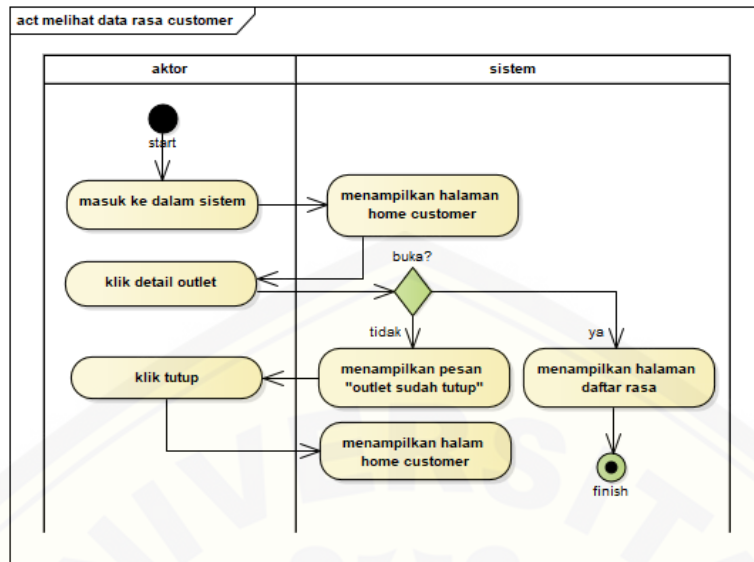 act melihat data rasa customer
aktor
sistem
start
masuk ke dalam sistem
menampilkan halaman
home customer
klik detail outlet
buka?
tidak
ya
klik tutup
menampilkan pesan
"outlet sudah tutup"
menampilkan halaman
daftar rasa
menampilkan halam
home customer
finish
UNIVERSITA